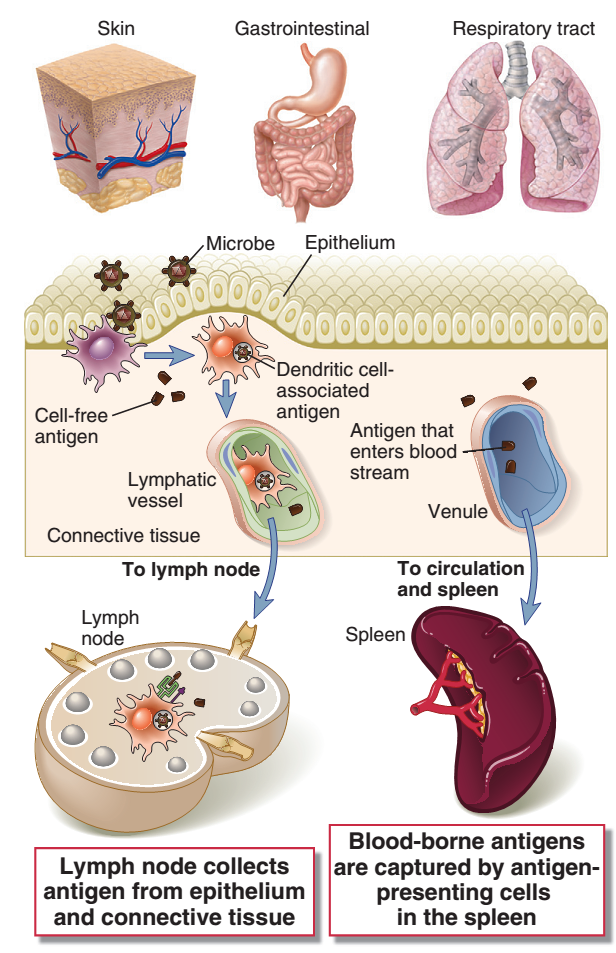 Skin
Gastrointestinal
Respiratory tract
Microbe
Epithelium
Dendritic cell-
associated
antigen
Cell-free
antigen
Antigen that
enters blood
stream
Lymphatic
vessel
Venule
Connective tissue
To lymph node
To circulation
and spleen
Lymph
node
Spleen
Lymph node collects
antigen from epithelium
and connective tissue
Blood-borne antigens
are captured by antigen-
presenting cells
in the spleen